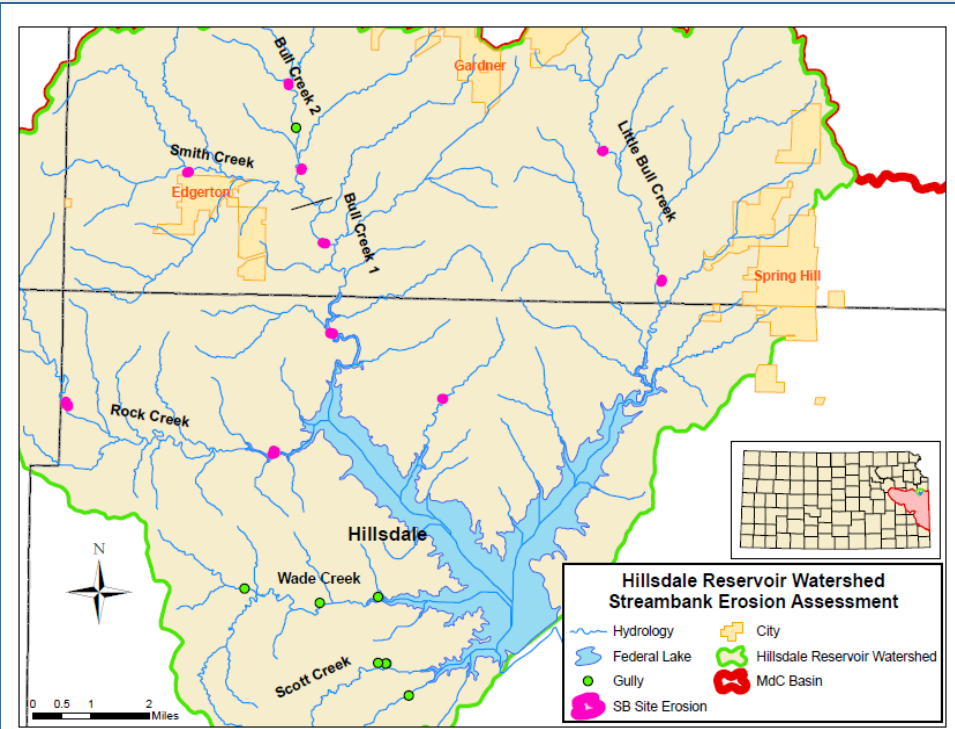 Bull Creek 2
Gardner
Little Bull Creek
Smith Creek
Edgerton
Bull Creek 1
Spring Hill
Rock Creek
Hillsdale
Wade Creek
Scott Creek
N
0 0.5 1 2
Miles
Hillsdale Reservoir Watershed
Streambank Erosion Assessment
Hydrology
City
Federal Lake
Hillsdale Reservoir Watershed
Gully
MdC Basin
SB Site Erosion